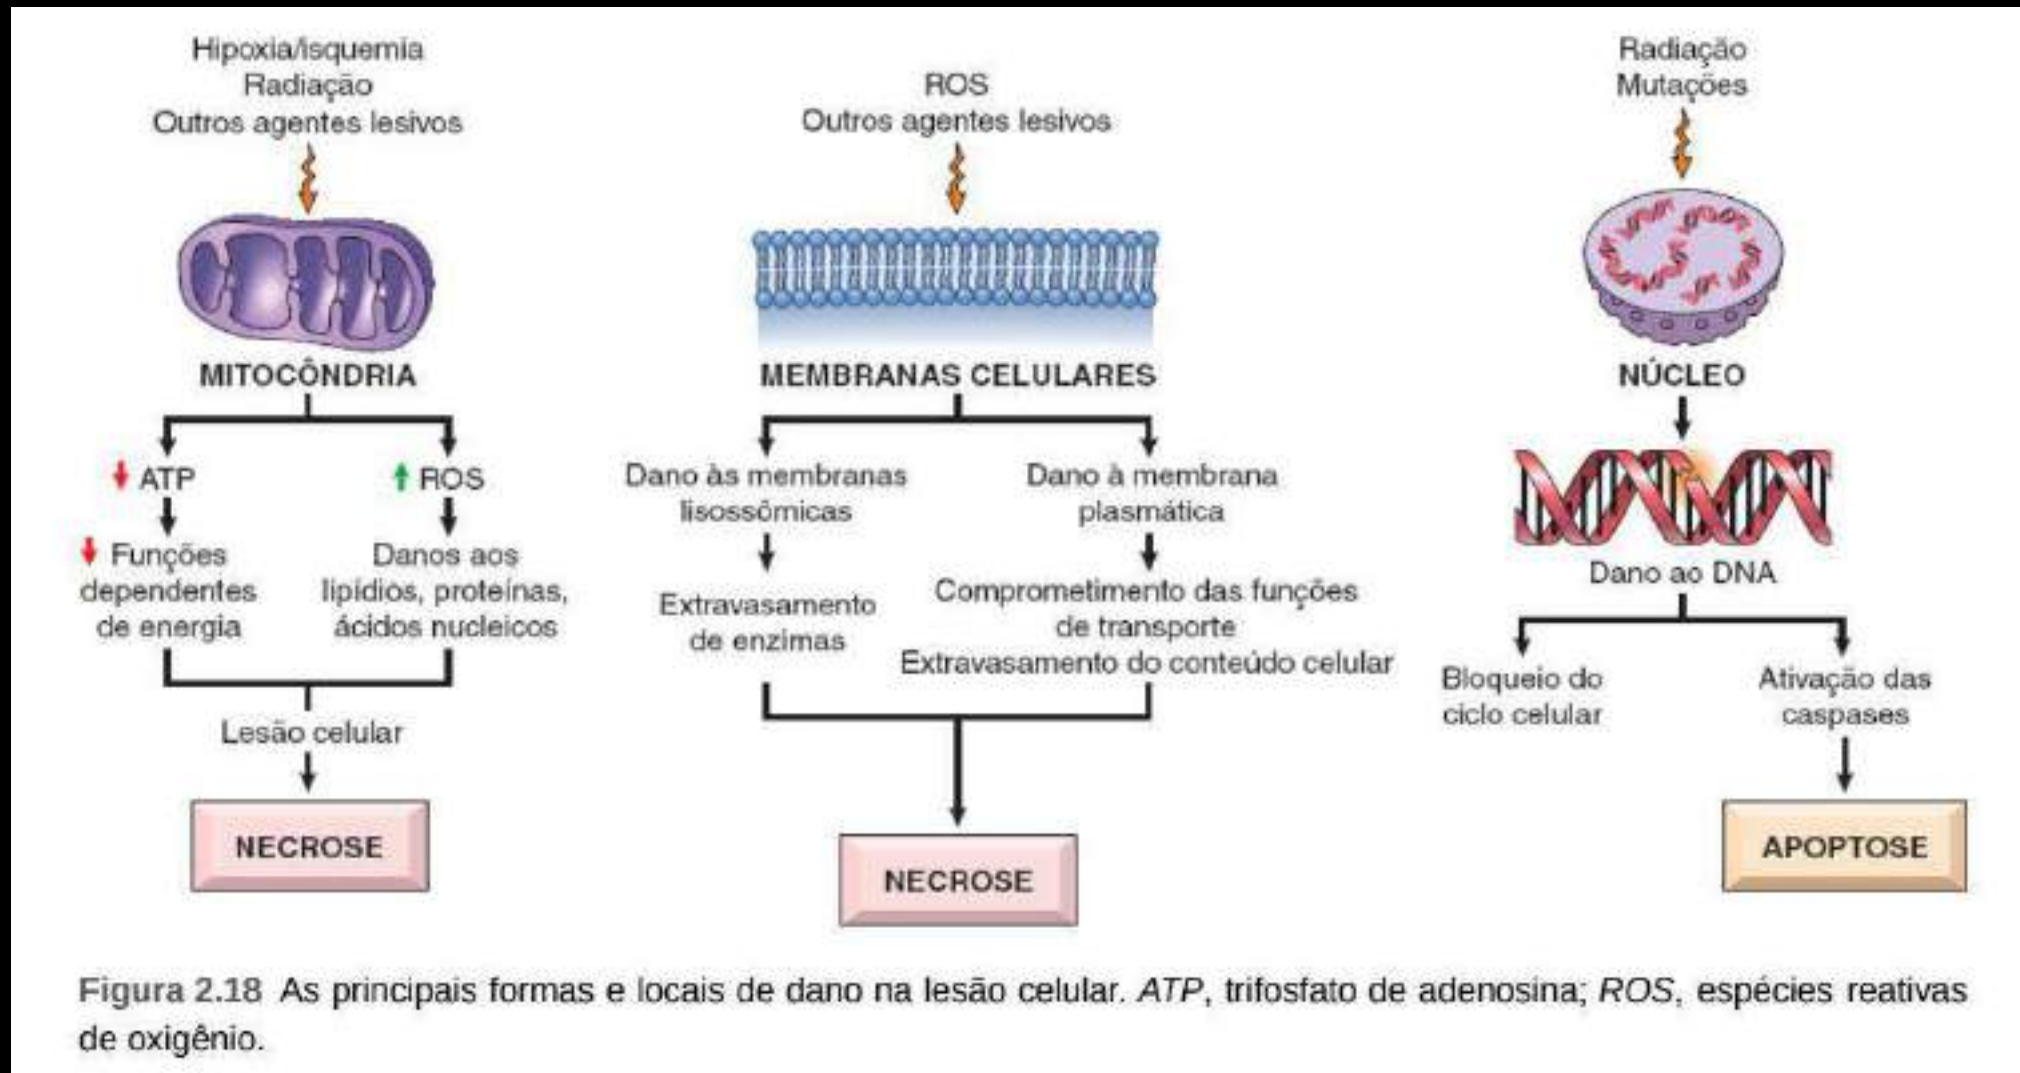 Hipoxia/isquemia
Radiação
Outros agentes lesivos
MITOCÔNDRIA
ATP
Funções
dependentes
de energia
ROS
Danos aos
lipídios, proteínas,
ácidos nucleicos
Lesão celular
NECROSE
ROS
Outros agentes lesivos
MEMBRANAS CELULARES
Dano às membranas
lisossômicas
Extravasamento
de enzimas
Dano à membrana
plasmática
Comprometimento das funções
de transporte
Extravasamento do conteúdo celular
NECROSE
Radiação
Mutações
NÚCLEO
Dano ao DNA
Bloqueio do
ciclo celular
Ativação das
caspases
APOPTOSE
Figura 2.18 As principais formas e locais de dano na lesão celular. ATP, trifosfato de adenosina; ROS, espécies reativas
de oxigênio.